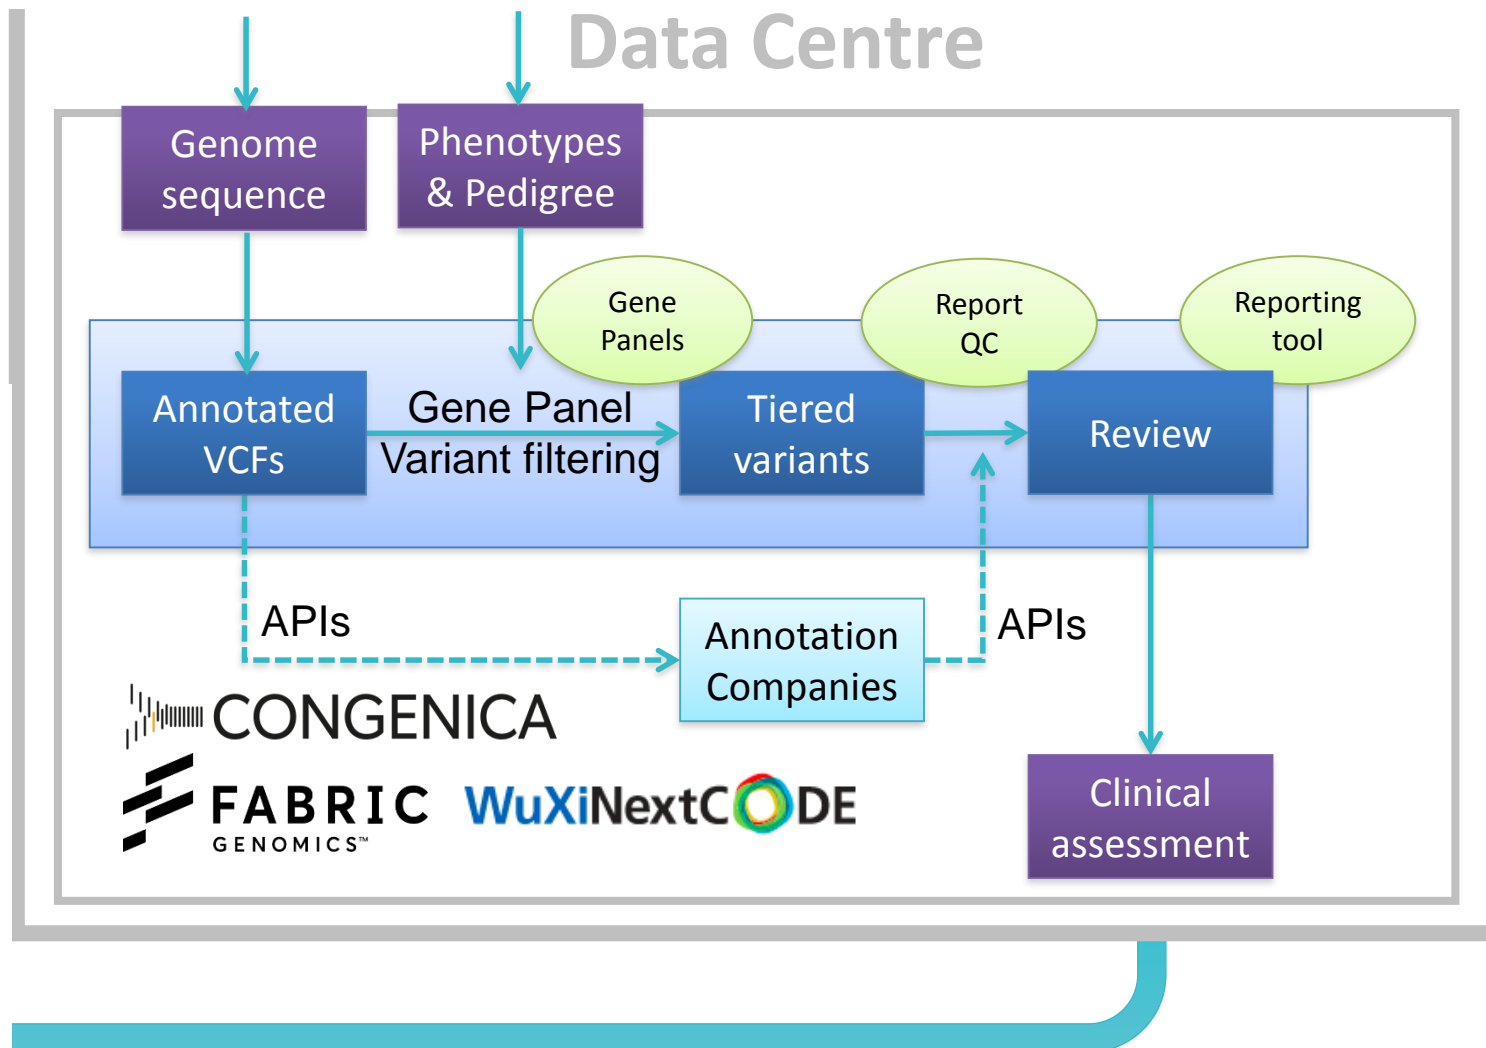 Data Centre
Genome
sequence
Phenotypes
& Pedigree
Gene
Panels
Report
QC
Reporting
tool
Annotated
VCFs
Gene Panel
Variant filtering
Tiered
variants
Review
APIs
Annotation
Companies
APIs
CONGENICA
FABRIC
GENOMICS™
WuXiNextCODE
Clinical
assessment